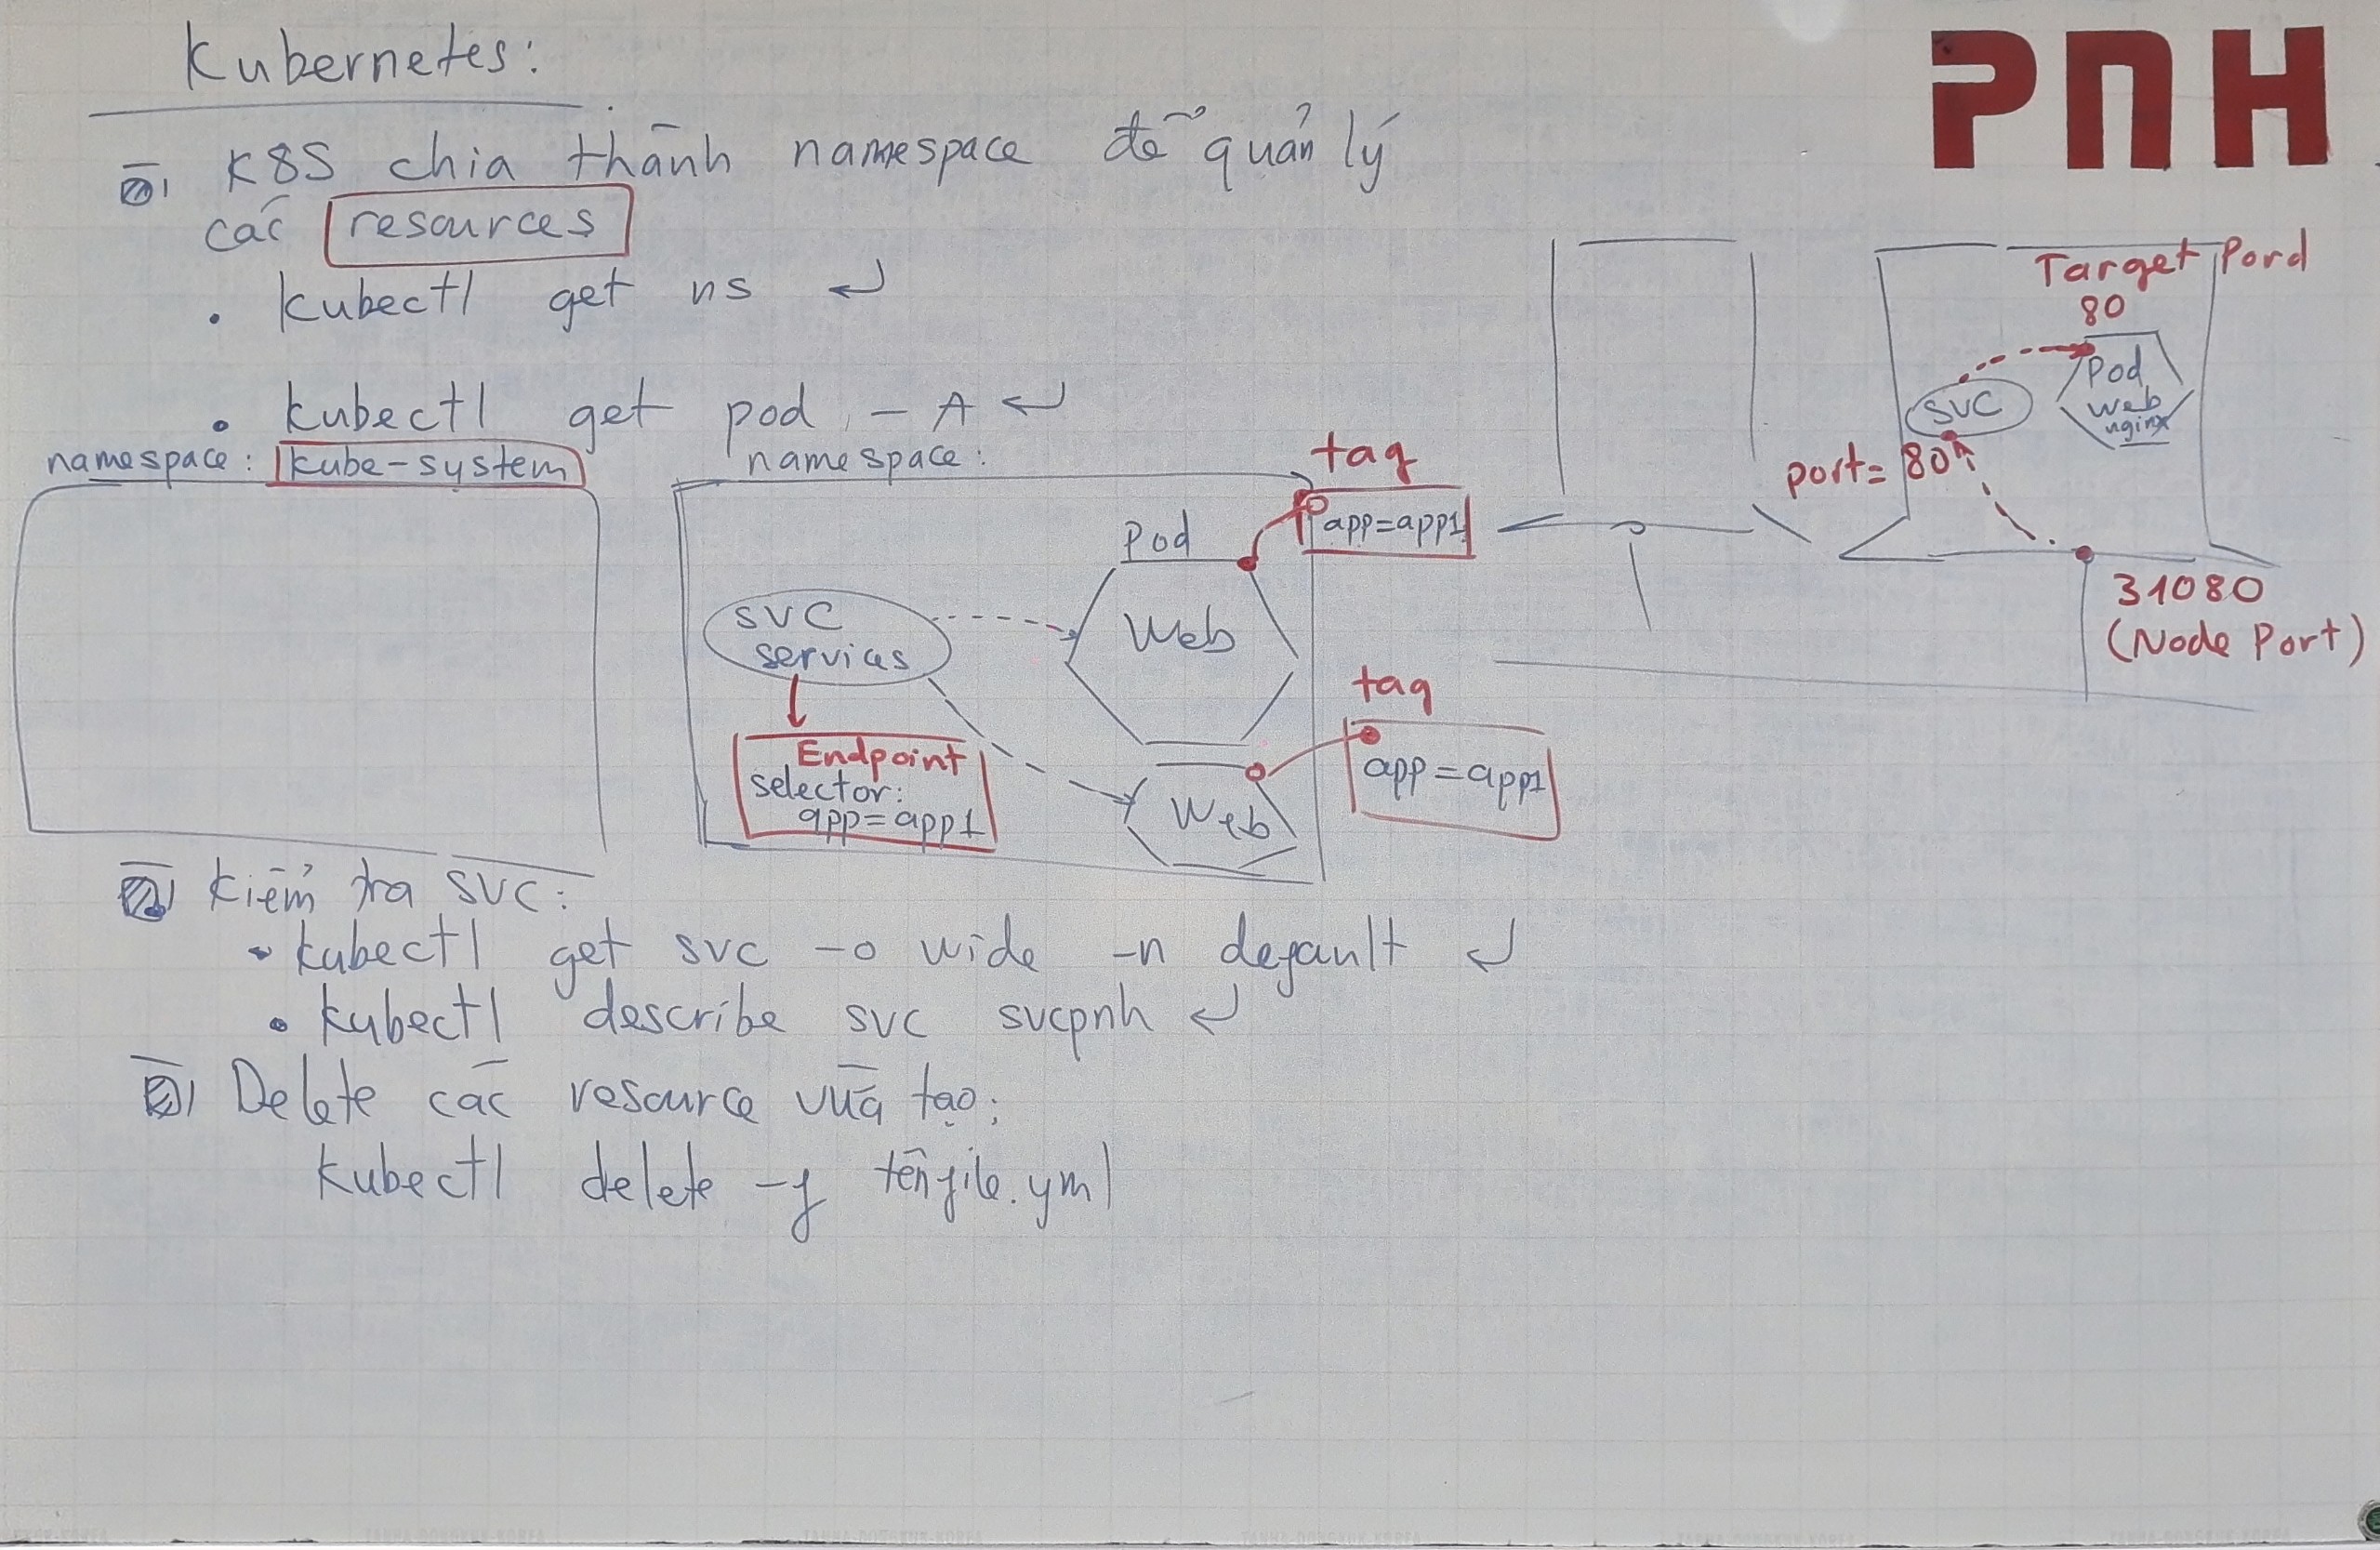 PNH
Kubernetes:
K8S chia thành namespace để quản lý
các resources
• kubectl get ns ↵
• kubectl get pod -A ↵
namespace: kube-system
namespace:
tag
app=app1
Pod
Web
svc
services
Endpoint
selector:
app=app1
tag
app=app1
Web
Target Pord
80
Pod
web
nginx
svc
port= 80
31080
(Node Port)
Kiểm tra SVC:
• kubectl get svc -o wide -n default ↵
• kubectl describe svc svcpnh ↵
Delete các resource vừa tạo:
kubectl delete -f tênfile.yml